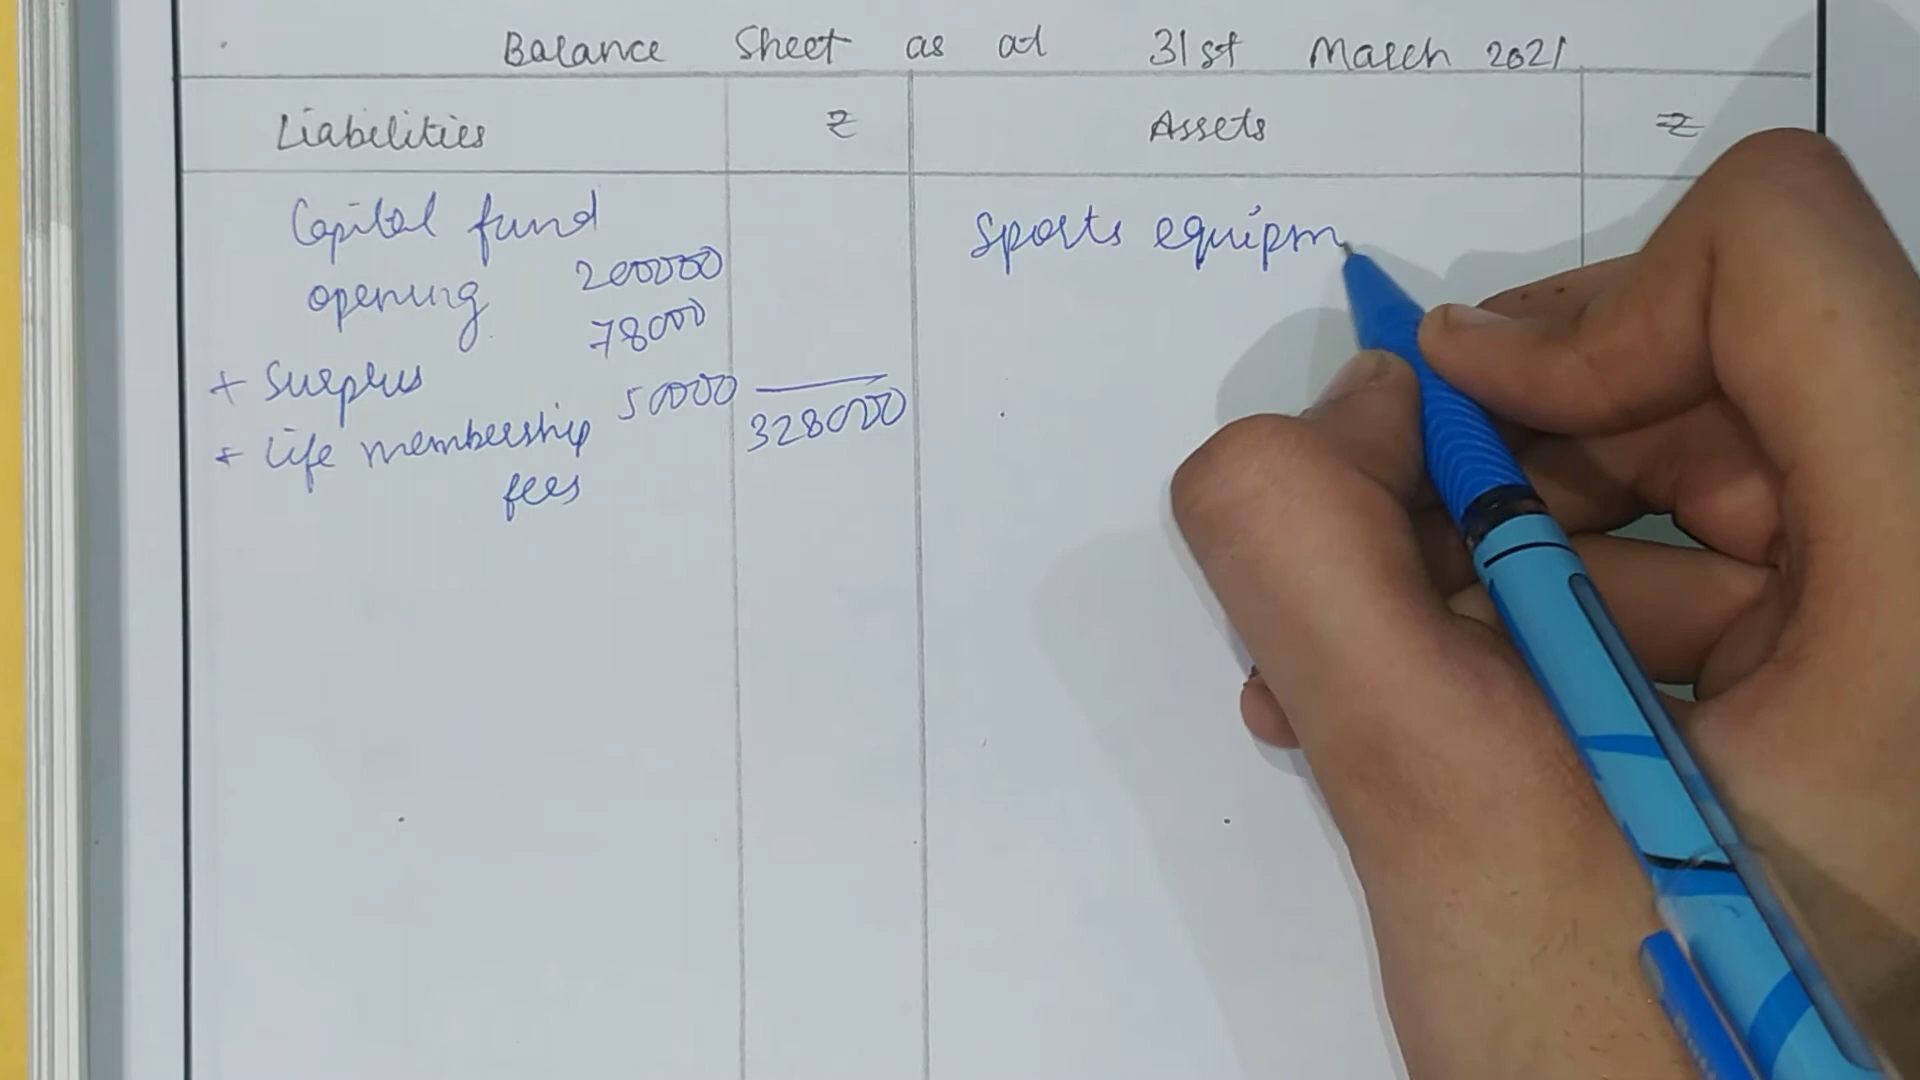 Balance Sheet as at 31st March 2021
Liabilities ₹ Assets ₹
Capital fund
opening 200000
+ Surplus 78000
+ Life membership 50000 328000
fees
Sports equipm